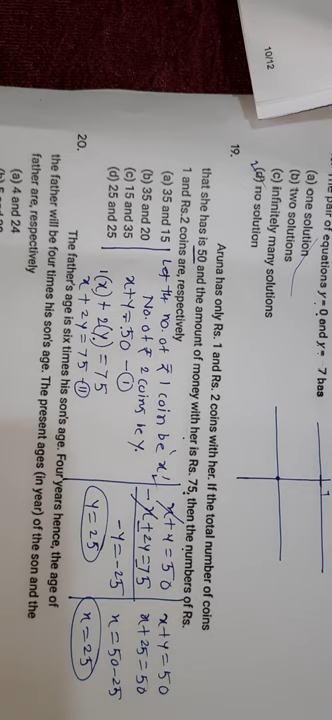 10/12
The pair of equations y = 0 and y = 7 has
(a) one solution
(b) two solutions
(c) infinitely many solutions
(d) no solution
19.
Aruna has only Rs. 1 and Rs. 2 coins with her. If the total number of coins
that she has is 50 and the amount of money with her is Rs. 75, then the numbers of Rs.
1 and Rs.2 coins are, respectively
(a) 35 and 15
(b) 35 and 20
(c) 15 and 35
(d) 25 and 25
Let the no. of ₹ 1 coin be 'x'
No. of ₹ 2 coins be y.
x+y=50 -①
1(x) + 2(y) = 75
x + 2y = 75 -⑪
x+y=50
-x+2y=75
-y=-25
y=25
x+y=50
x+25=50
x=50-25
x=25
20.
The father's age is six times his son's age. Four years hence, the age of
the father will be four times his son's age. The present ages (in year) of the son and the
father are, respectively
(a) 4 and 24